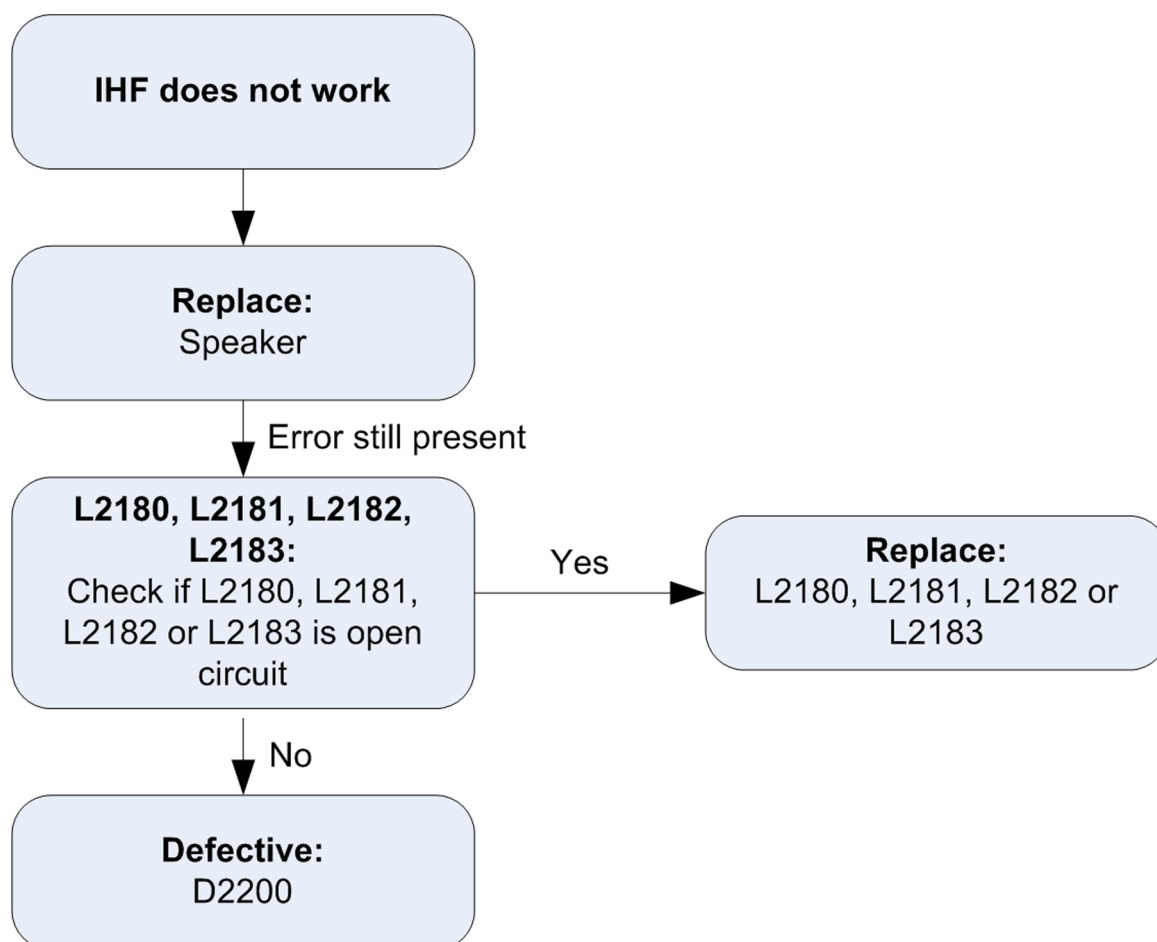 IHF does not work
Replace:
Speaker
Error still present
L2180, L2181, L2182,
L2183:
Check if L2180, L2181,
L2182 or L2183 is open
circuit
Yes
Replace:
L2180, L2181, L2182 or
L2183
No
Defective:
D2200